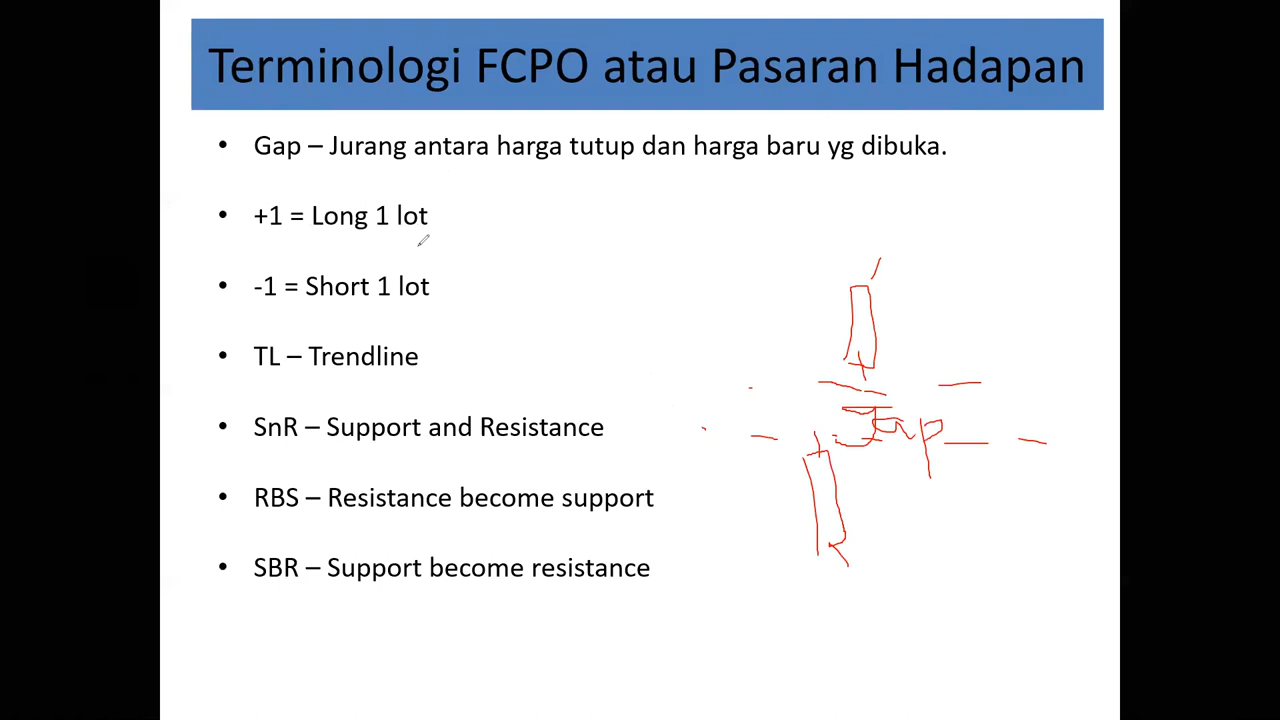 Terminologi FCPO atau Pasaran Hadapan
• Gap – Jurang antara harga tutup dan harga baru yg dibuka.
• +1 = Long 1 lot
• -1 = Short 1 lot
• TL – Trendline
• SnR – Support and Resistance
• RBS – Resistance become support
• SBR – Support become resistance
Gap